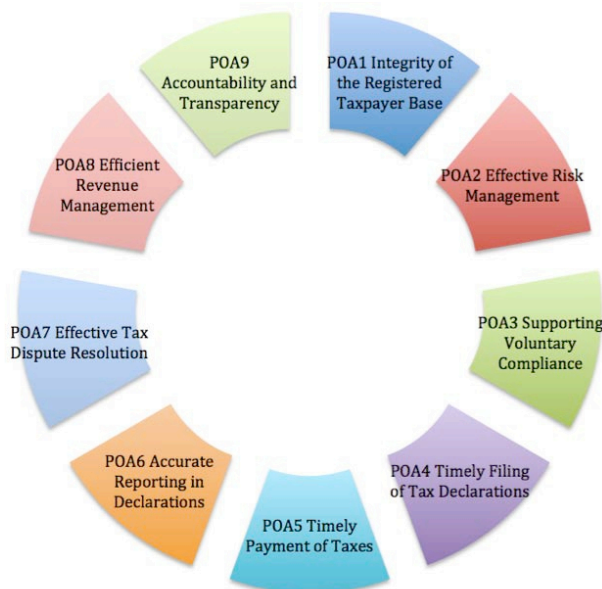 POA1 Integrity of
the Registered
Taxpayer Base
POA2 Effective Risk
Management
POA3 Supporting
Voluntary
Compliance
POA4 Timely Filing
of Tax Declarations
POA5 Timely
Payment of Taxes
POA6 Accurate
Reporting in
Declarations
POA7 Effective Tax
Dispute Resolution
POA8 Efficient
Revenue
Management
POA9
Accountability and
Transparency